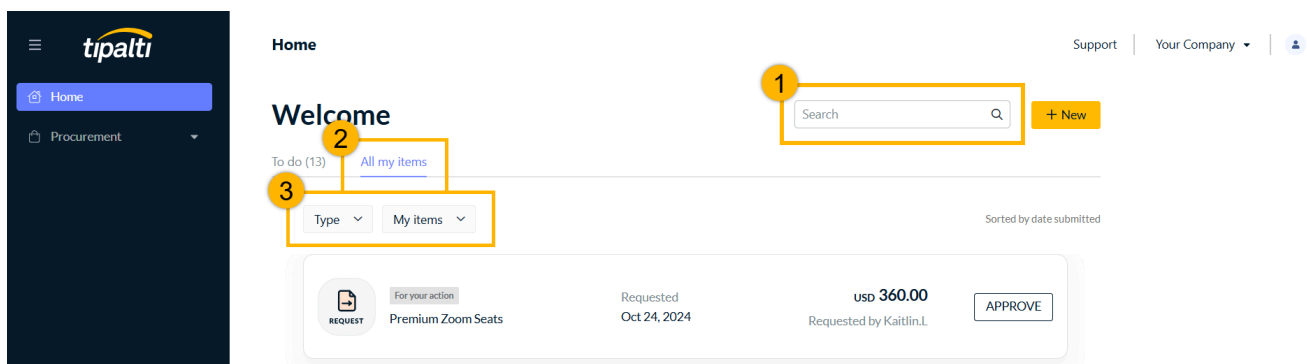 tipalti
Home
Procurement
Home
Support
Your Company
1
Welcome
Search
+ New
2
To do (13)
All my items
3
Type
My items
Sorted by date submitted
REQUEST
For your action
Premium Zoom Seats
Requested
Oct 24, 2024
USD 360.00
Requested by Kaitlin.L
APPROVE